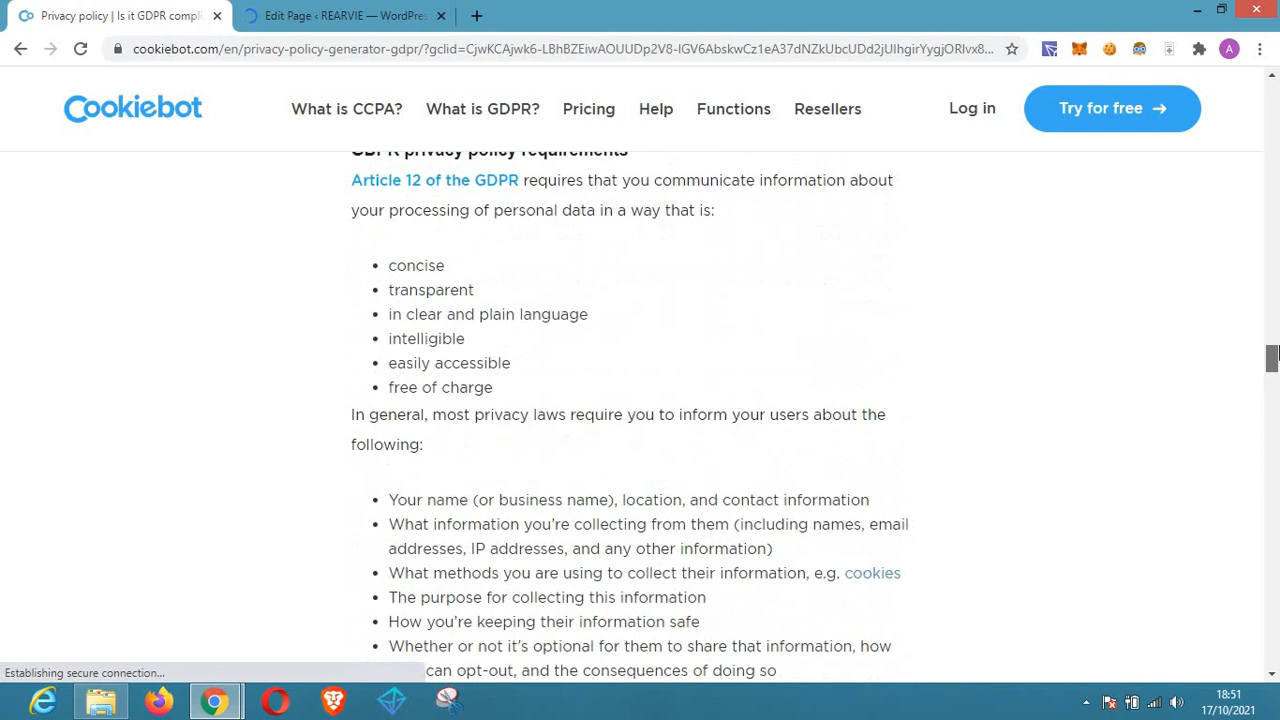 Privacy policy | Is it GDPR compli
Edit Page ‹ REARVIE — WordPres
cookiebot.com/en/privacy-policy-generator-gdpr/?gclid=CjwKCAjwk6-LBhBZEiwAOUUDp2V8-IGV6AbskwCz1eA37dNZkUbcUDd2jUIhgirYygjORIvx8...
A
Cookiebot
What is CCPA?
What is GDPR?
Pricing
Help
Functions
Resellers
Log in
Try for free →
GDPR privacy policy requirements
Article 12 of the GDPR requires that you communicate information about
your processing of personal data in a way that is:
• concise
• transparent
• in clear and plain language
• intelligible
• easily accessible
• free of charge
In general, most privacy laws require you to inform your users about the
following:
• Your name (or business name), location, and contact information
• What information you’re collecting from them (including names, email
addresses, IP addresses, and any other information)
• What methods you are using to collect their information, e.g. cookies
• The purpose for collecting this information
• How you’re keeping their information safe
• Whether or not it’s optional for them to share that information, how
can opt-out, and the consequences of doing so
Establishing secure connection...
18:51
17/10/2021